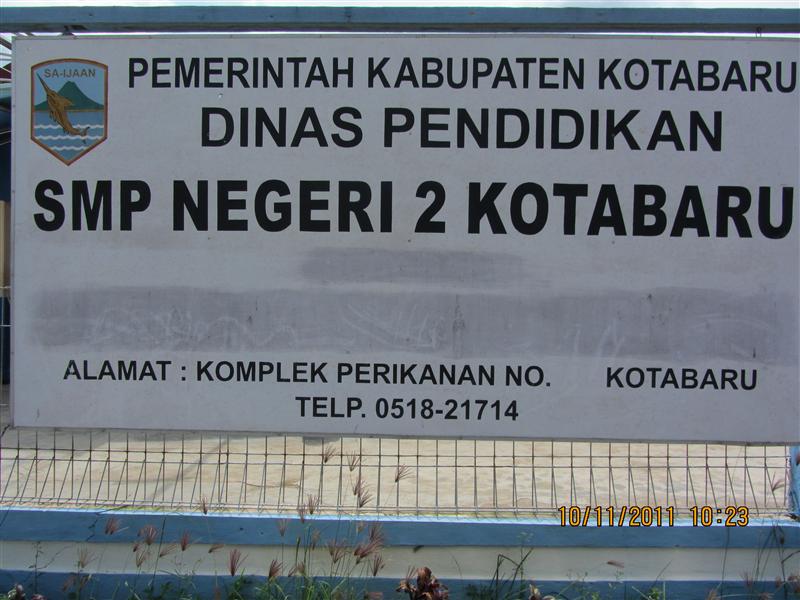 SA-IJAAN
PEMERINTAH KABUPATEN KOTABARU
DINAS PENDIDIKAN
SMP NEGERI 2 KOTABARU
ALAMAT : KOMPLEK PERIKANAN NO. KOTABARU
TELP. 0518-21714
10/11/2011 10:23